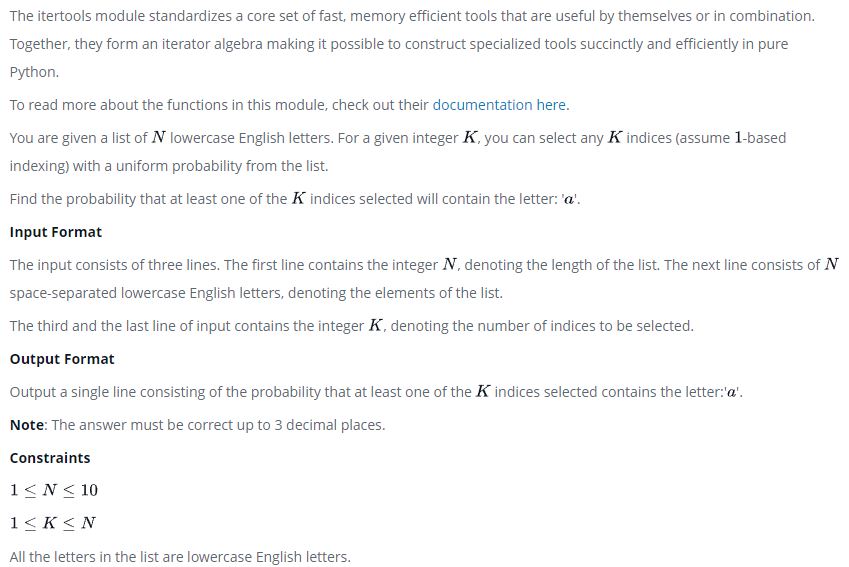 The itertools module standardizes a core set of fast, memory efficient tools that are useful by themselves or in combination.
Together, they form an iterator algebra making it possible to construct specialized tools succinctly and efficiently in pure
Python.
To read more about the functions in this module, check out their documentation here.
You are given a list of N lowercase English letters. For a given integer K, you can select any K indices (assume 1-based
indexing) with a uniform probability from the list.
Find the probability that at least one of the K indices selected will contain the letter: 'a'.
Input Format
The input consists of three lines. The first line contains the integer N, denoting the length of the list. The next line consists of N
space-separated lowercase English letters, denoting the elements of the list.
The third and the last line of input contains the integer K, denoting the number of indices to be selected.
Output Format
Output a single line consisting of the probability that at least one of the K indices selected contains the letter:'a'.
Note: The answer must be correct up to 3 decimal places.
Constraints
1 ≤ N ≤ 10
1 ≤ K ≤ N
All the letters in the list are lowercase English letters.